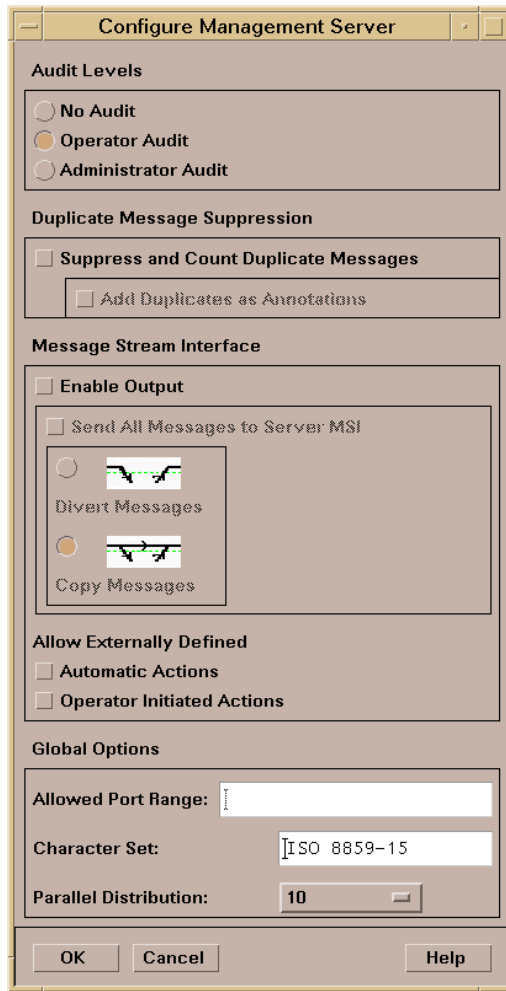 Configure Management Server
Audit Levels
No Audit
Operator Audit
Administrator Audit
Duplicate Message Suppression
Suppress and Count Duplicate Messages
Add Duplicates as Annotations
Message Stream Interface
Enable Output
Send All Messages to Server MSI
Divert Messages
Copy Messages
Allow Externally Defined
Automatic Actions
Operator Initiated Actions
Global Options
Allowed Port Range:
Character Set: ISO 8859-15
Parallel Distribution: 10
OK Cancel Help